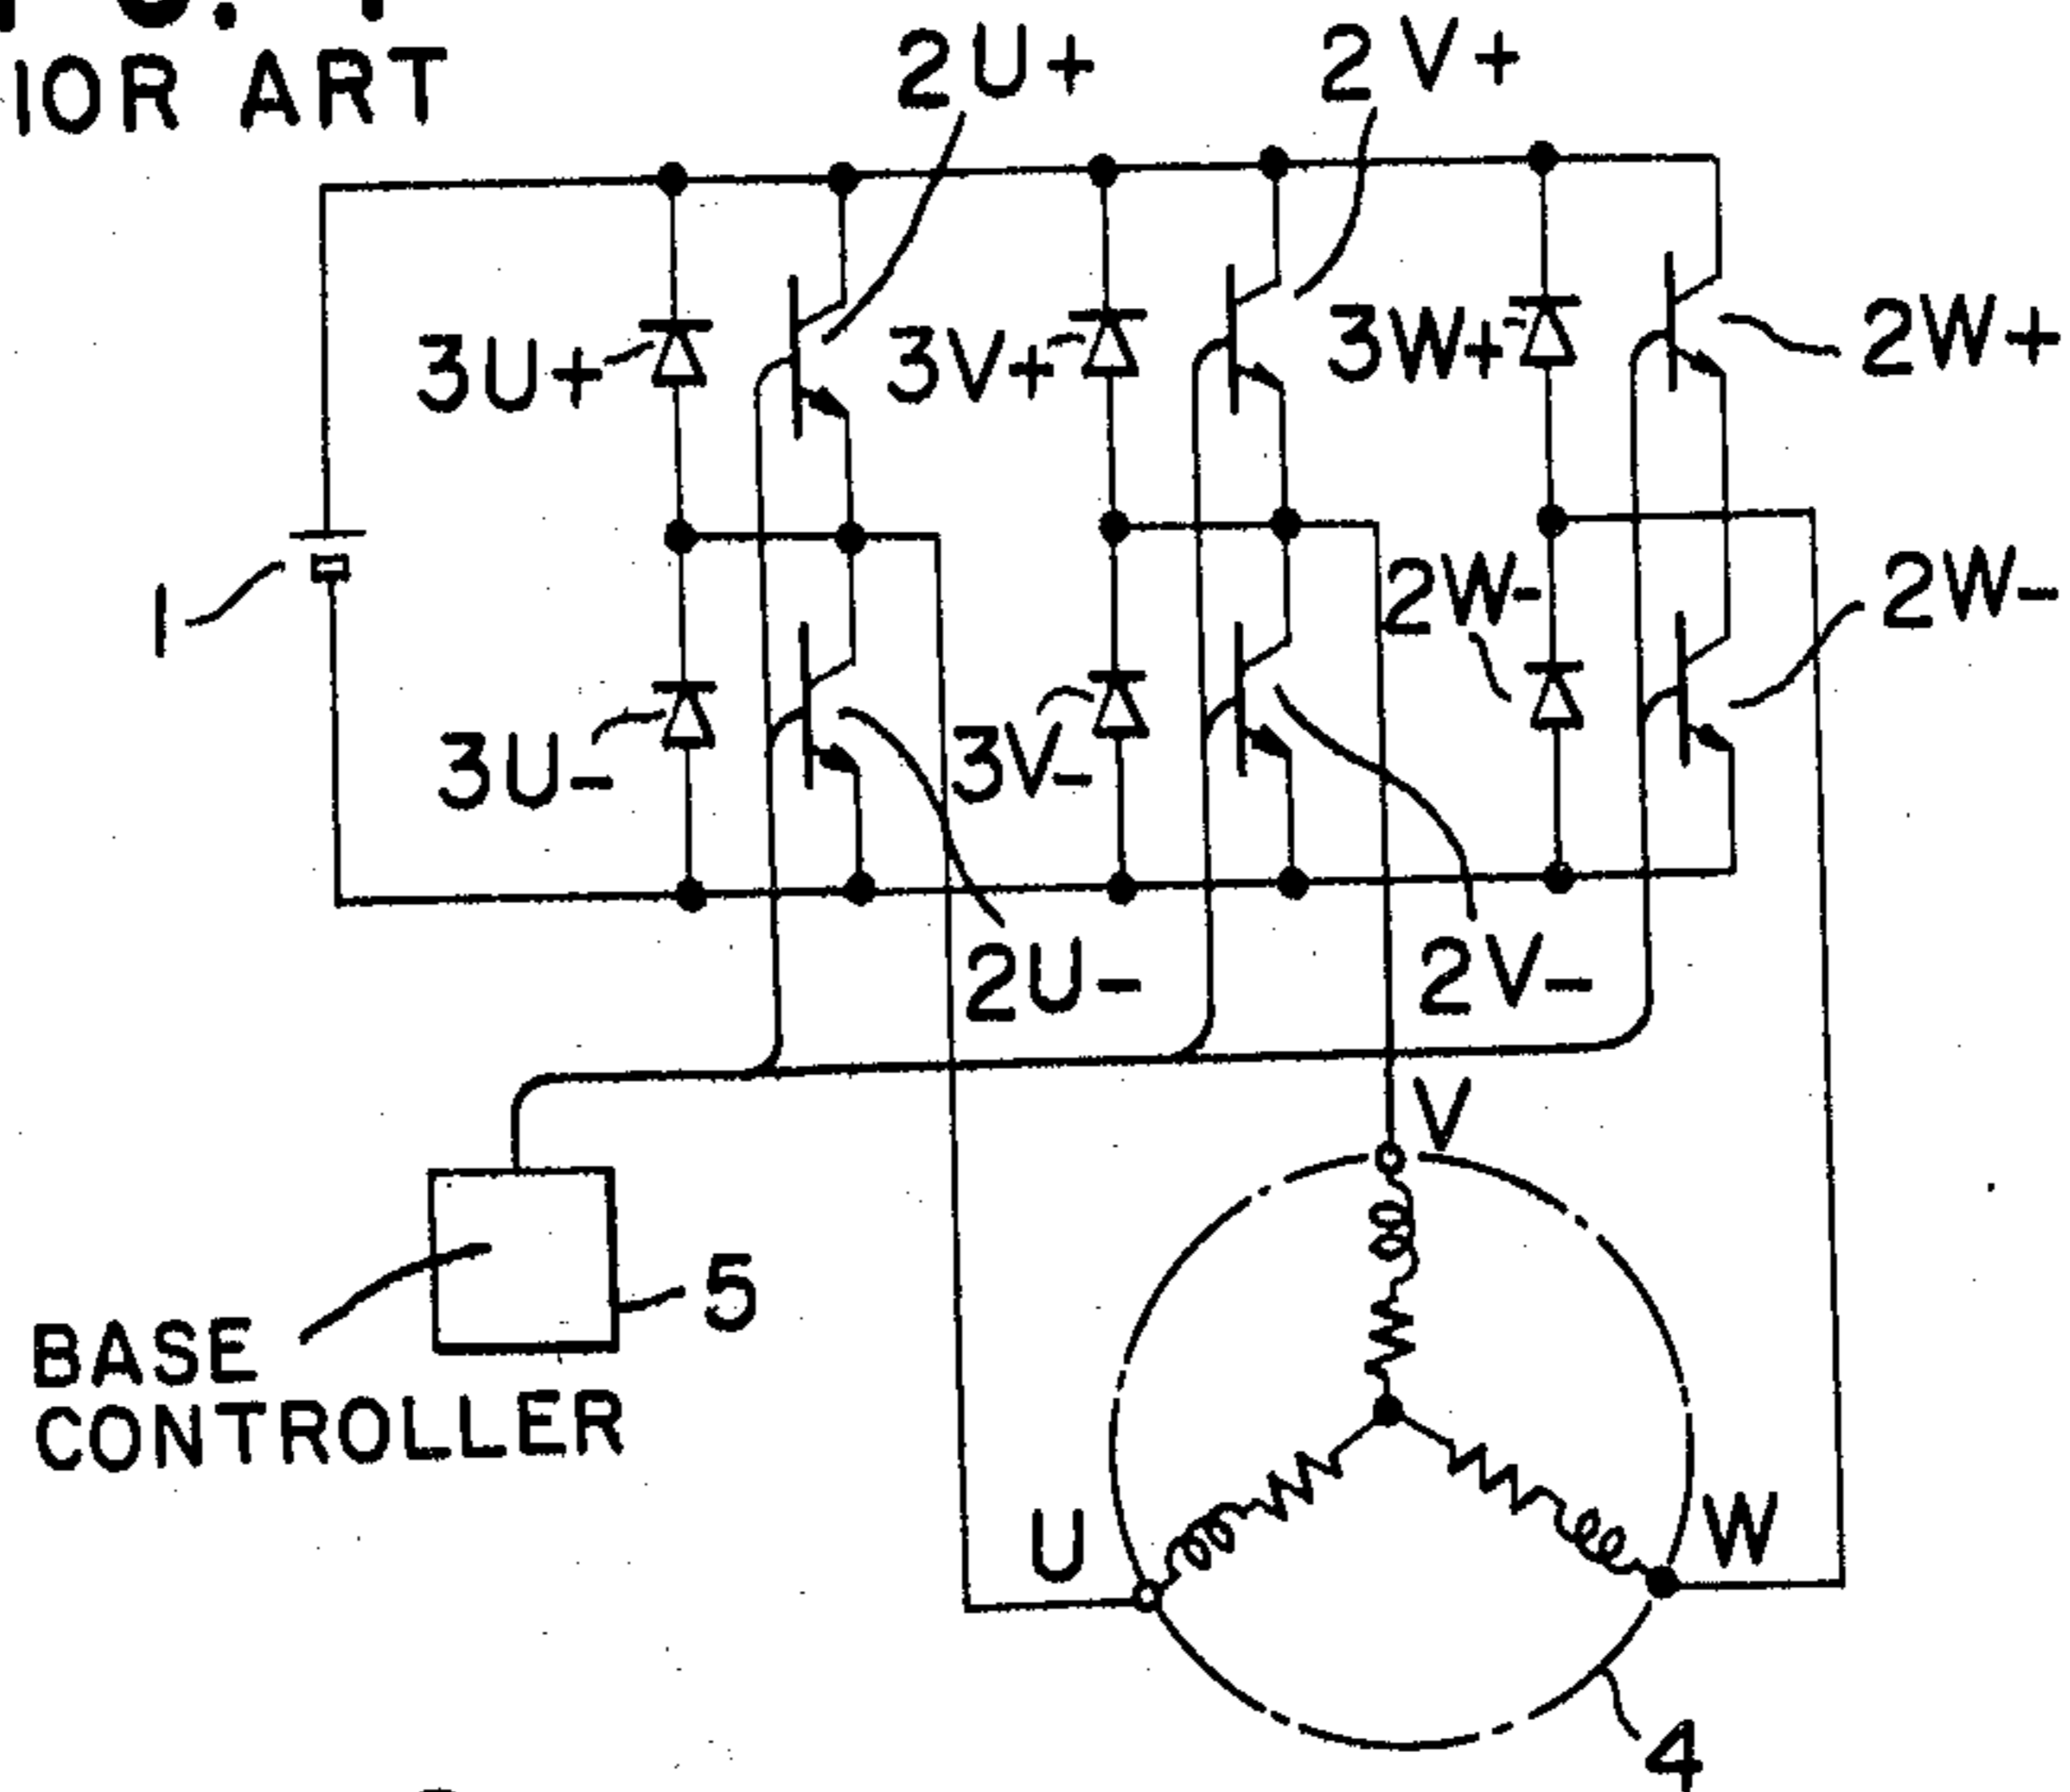 IOR ART
2U+
2V+
3U+
3V+
3W+
2W+
1
2W-
2W-
3U-
3V-
2U-
2V-
V
5
BASE
CONTROLLER
U
W
4